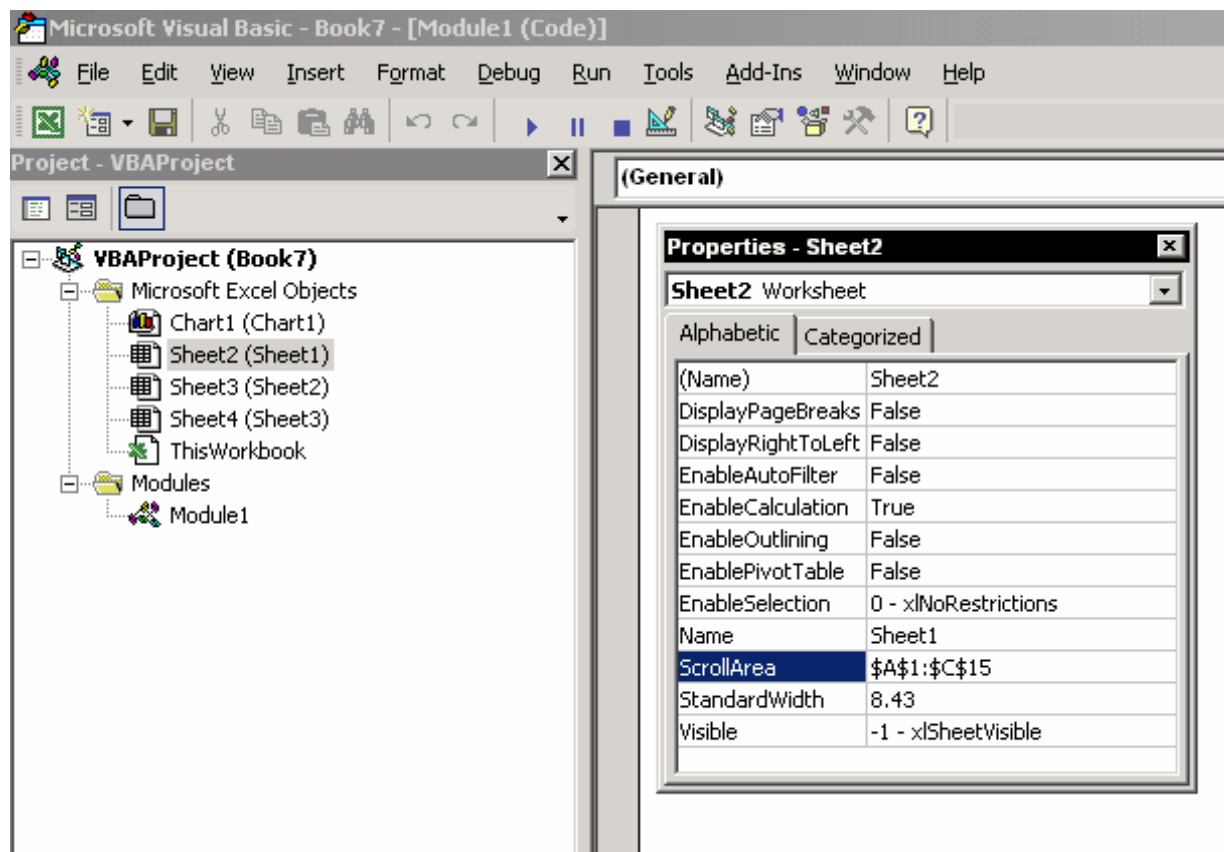 Microsoft Visual Basic - Book7 - [Module1 (Code)]
File Edit View Insert Format Debug Run Tools Add-Ins Window Help
Project - VBAProject
(General)
VBAProject (Book7)
Microsoft Excel Objects
Chart1 (Chart1)
Sheet2 (Sheet1)
Sheet3 (Sheet2)
Sheet4 (Sheet3)
ThisWorkbook
Modules
Module1
Properties - Sheet2
Sheet2 Worksheet
Alphabetic Categorized
(Name) Sheet2
DisplayPageBreaks False
DisplayRightToLeft False
EnableAutoFilter False
EnableCalculation True
EnableOutlining False
EnablePivotTable False
EnableSelection 0 - xlNoRestrictions
Name Sheet1
ScrollArea $A$1:$C$15
StandardWidth 8.43
Visible -1 - xlSheetVisible